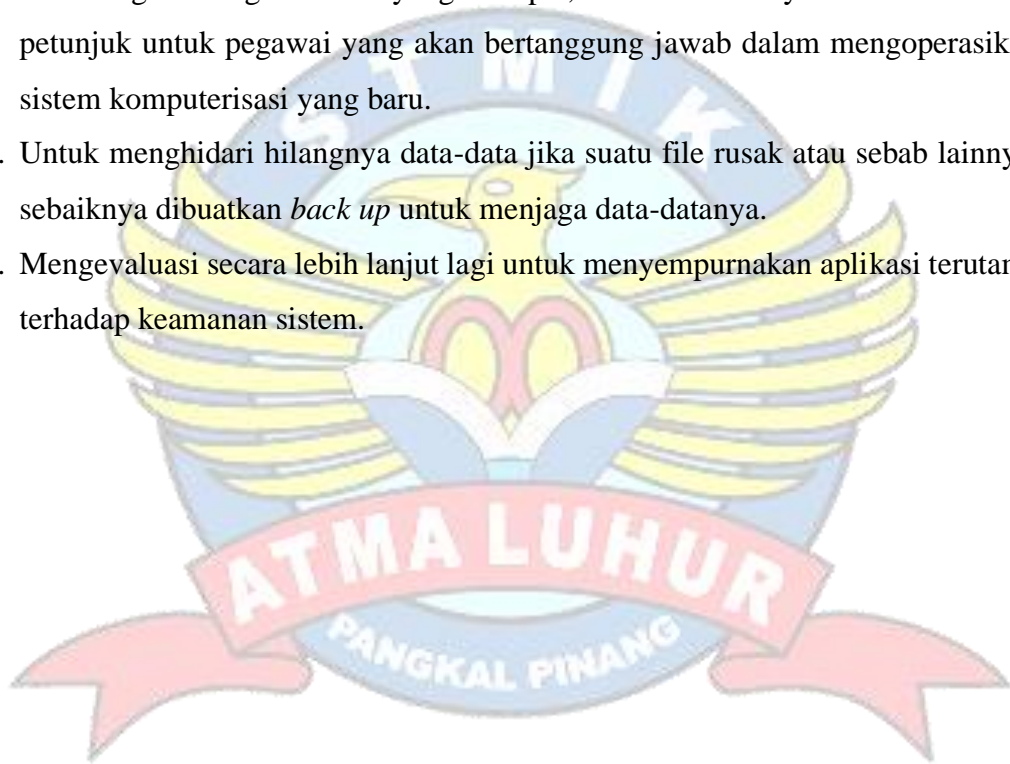 petunjuk untuk pegawai yang akan bertanggung jawab dalam mengoperasik
sistem komputerisasi yang baru.
. Untuk menghidari hilangnya data-data jika suatu file rusak atau sebab lainny
sebaiknya dibuatkan back up untuk menjaga data-datanya.
. Mengevaluasi secara lebih lanjut lagi untuk menyempurnakan aplikasi terutam
terhadap keamanan sistem.
STMIK
ATMA LUHUR
PANGKAL PINANG